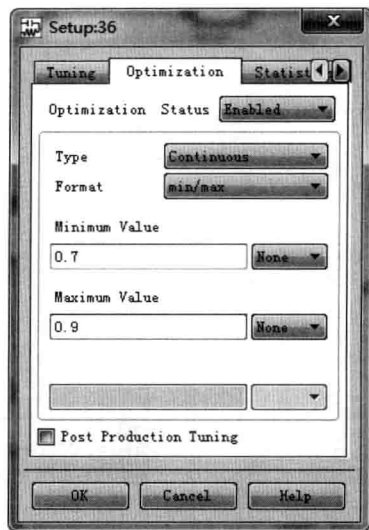 Setup:36
Tuning Optimization Statist
Optimization Status Enabled
Type Continuous
Format min/max
Minimum Value
0.7 None
Maximum Value
0.9 None
Post Production Tuning
OK Cancel Help